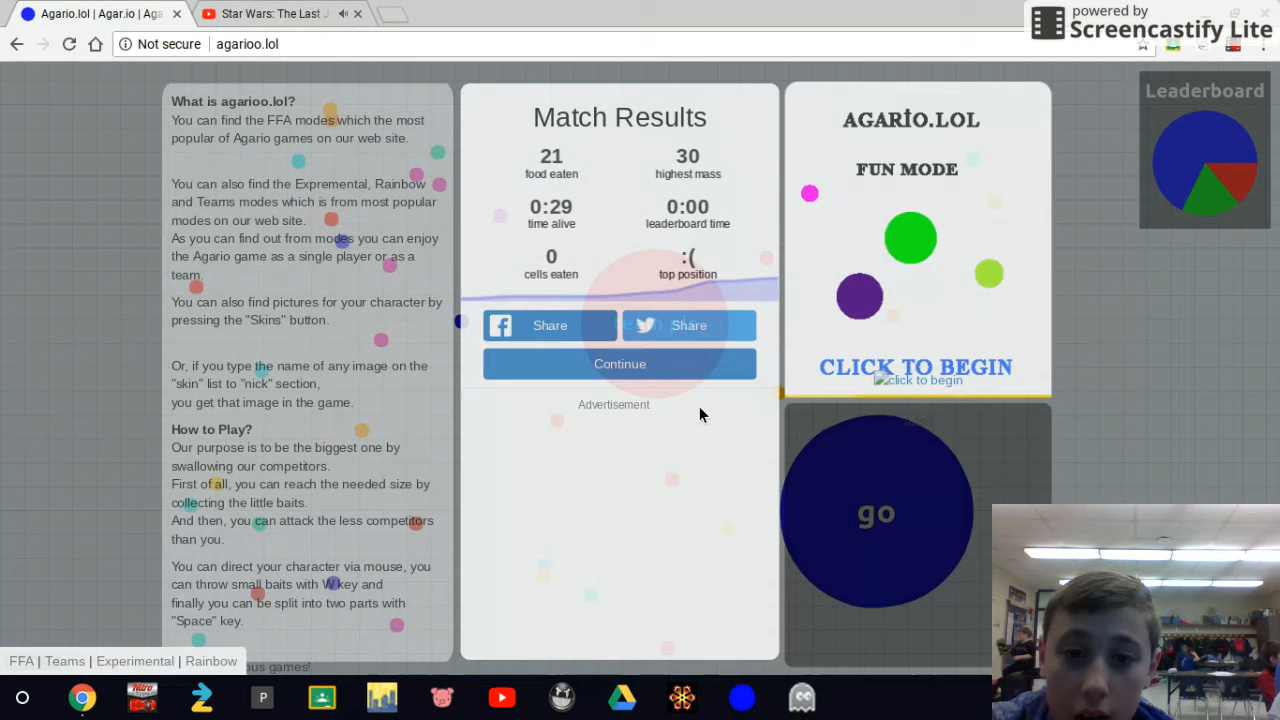 Agario.lol | Agar.io | Aga
Star Wars: The Last J
powered by
Screencastify Lite
Not secure
agarioo.lol
What is agarioo.lol?
You can find the FFA modes which the most
popular of Agario games on our web site.
You can also find the Expremental, Rainbow
and Teams modes which is from most popular
modes on our web site.
As you can find out from modes you can enjoy
the Agario game as a single player or as a
team.
You can also find pictures for your character by
pressing the "Skins" button.
Or, if you type the name of any image on the
"skin" list to "nick" section,
you get that image in the game.
How to Play?
Our purpose is to be the biggest one by
swallowing our competitors.
First of all, you can reach the needed size by
collecting the little baits.
And then, you can attack the less competitors
than you.
You can direct your character via mouse, you
can throw small baits with W key and
finally you can be split into two parts with
"Space" key.
ous games!
FFA | Teams | Experimental | Rainbow
Match Results
21
food eaten
30
highest mass
0:29
time alive
0:00
leaderboard time
0
cells eaten
:(
top position
Share
Share
Continue
Advertisement
AGARİO.LOL
FUN MODE
CLICK TO BEGIN
click to begin
go
Leaderboard
Nitro
P